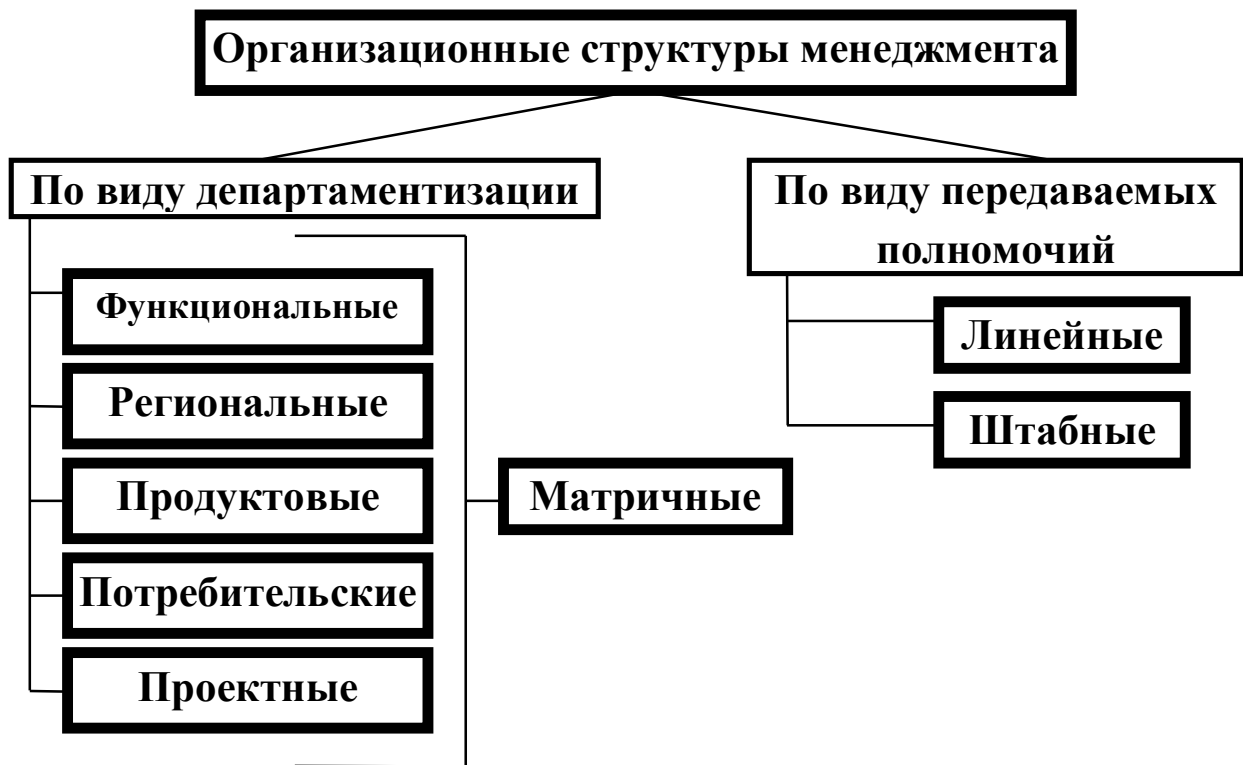 Организационные структуры менеджмента
По виду департаментизации
Функциональные
Региональные
Продуктовые
Потребительские
Проектные
Матричные
По виду передаваемых
полномочий
Линейные
Штабные